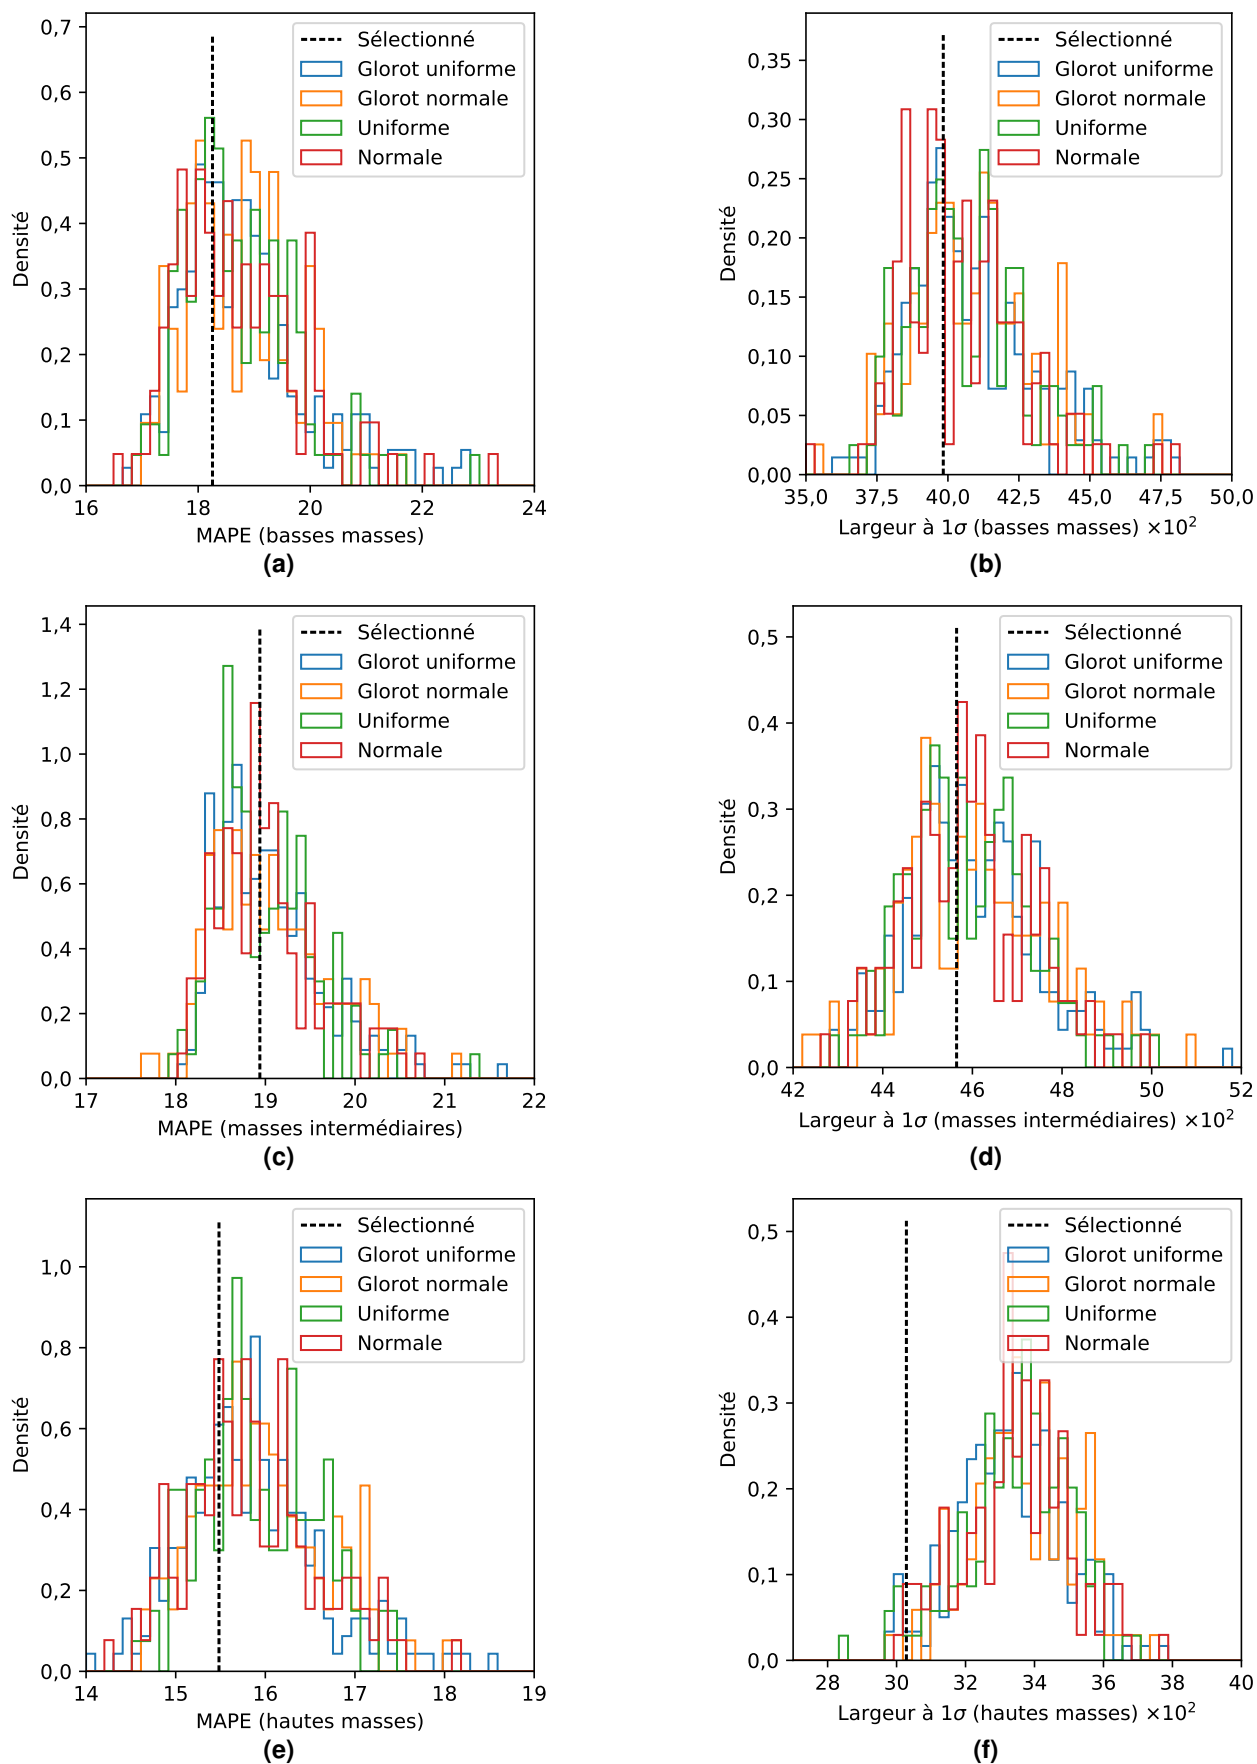 0,7
0,6
0,5
0,4
0,3
0,2
0,1
0,0
Densité
Sélectionné
Glorot uniforme
Glorot normale
Uniforme
Normale
16 18 20 22 24
MAPE (basses masses)
(a)
0,35
0,30
0,25
0,20
0,15
0,10
0,05
0,00
Densité
Sélectionné
Glorot uniforme
Glorot normale
Uniforme
Normale
35,0 37,5 40,0 42,5 45,0 47,5 50,0
Largeur à 1σ (basses masses) ×10²
(b)
1,4
1,2
1,0
0,8
0,6
0,4
0,2
0,0
Densité
Sélectionné
Glorot uniforme
Glorot normale
Uniforme
Normale
17 18 19 20 21 22
MAPE (masses intermédiaires)
(c)
0,5
0,4
0,3
0,2
0,1
0,0
Densité
Sélectionné
Glorot uniforme
Glorot normale
Uniforme
Normale
42 44 46 48 50 52
Largeur à 1σ (masses intermédiaires) ×10²
(d)
1,0
0,8
0,6
0,4
0,2
0,0
Densité
Sélectionné
Glorot uniforme
Glorot normale
Uniforme
Normale
14 15 16 17 18 19
MAPE (hautes masses)
(e)
0,5
0,4
0,3
0,2
0,1
0,0
Densité
Sélectionné
Glorot uniforme
Glorot normale
Uniforme
Normale
28 30 32 34 36 38 40
Largeur à 1σ (hautes masses) ×10²
(f)